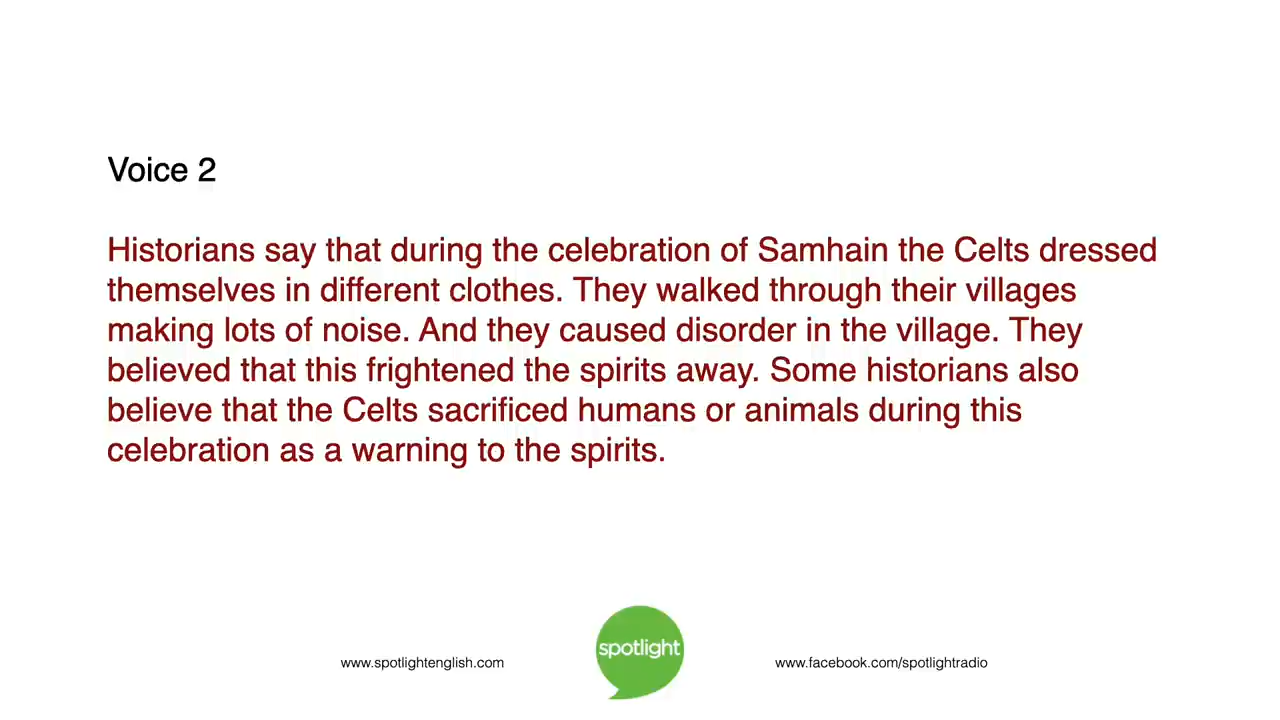 Voice 2
Historians say that during the celebration of Samhain the Celts dressed
themselves in different clothes. They walked through their villages
making lots of noise. And they caused disorder in the village. They
believed that this frightened the spirits away. Some historians also
believe that the Celts sacrificed humans or animals during this
celebration as a warning to the spirits.
spotlight
www.spotlightenglish.com
www.facebook.com/spotlightradio